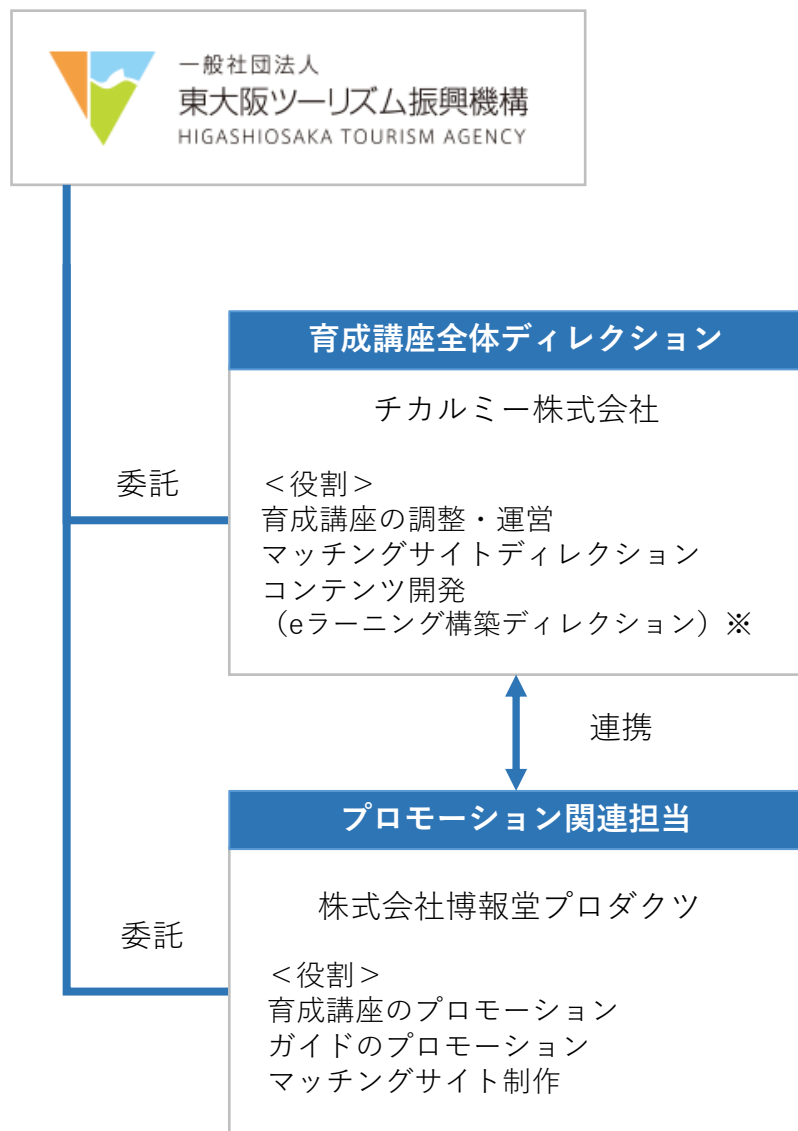 一般社団法人
東大阪ツーリズム振興機構
HIGASHIOSAKA TOURISM AGENCY
育成講座全体ディレクション
チカルミー株式会社
委託
＜役割＞
育成講座の調整・運営
マッチングサイトディレクション
コンテンツ開発
（eラーニング構築ディレクション）※
連携
プロモーション関連担当
株式会社博報堂プロダクツ
委託
＜役割＞
育成講座のプロモーション
ガイドのプロモーション
マッチングサイト制作